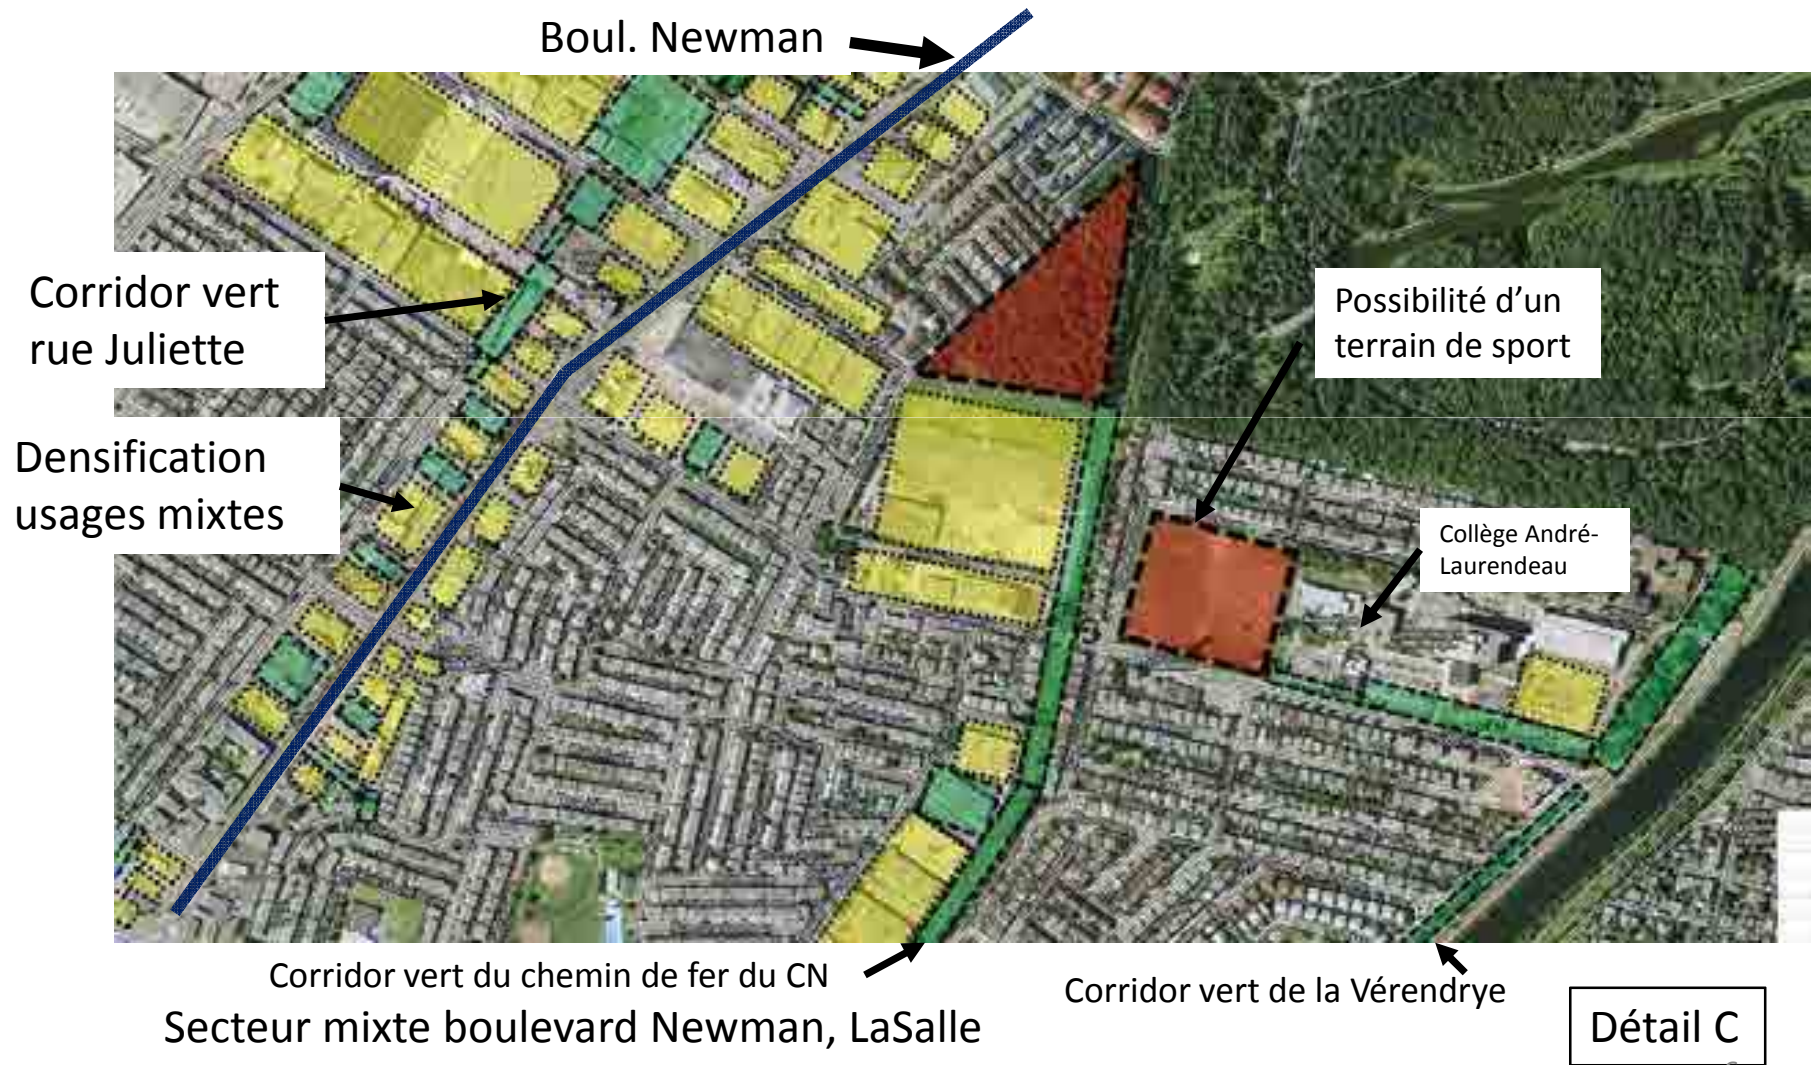 Boul. Newman
Corridor vert
rue Juliette
Possibilité d’un
terrain de sport
Densification
usages mixtes
Collège André-
Laurendeau
Corridor vert du chemin de fer du CN
Corridor vert de la Vérendrye
Secteur mixte boulevard Newman, LaSalle
Détail C